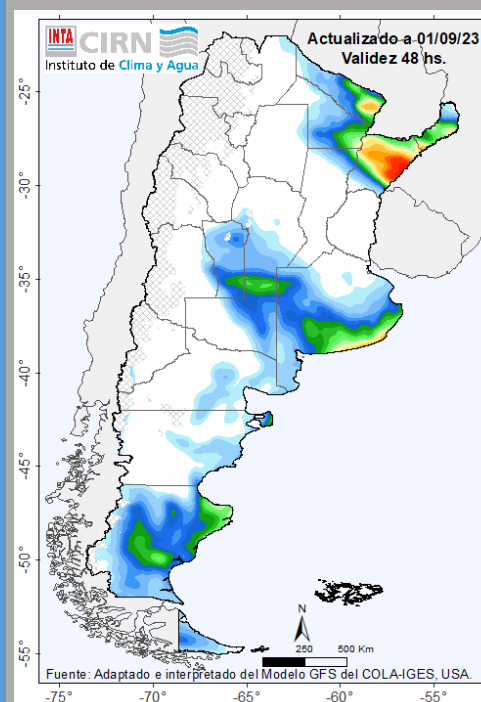 INTA CIRN
Instituto de Clima y Agua
Actualizado a 01/09/23
Validez 48 hs.
-25°
-30°
-35°
-40°
-45°
-50°
-55°
N
250 500 Km
Fuente: Adaptado e interpretado del Modelo GFS del COLA-IGES, USA.
-75° -70° -65° -60° -55°